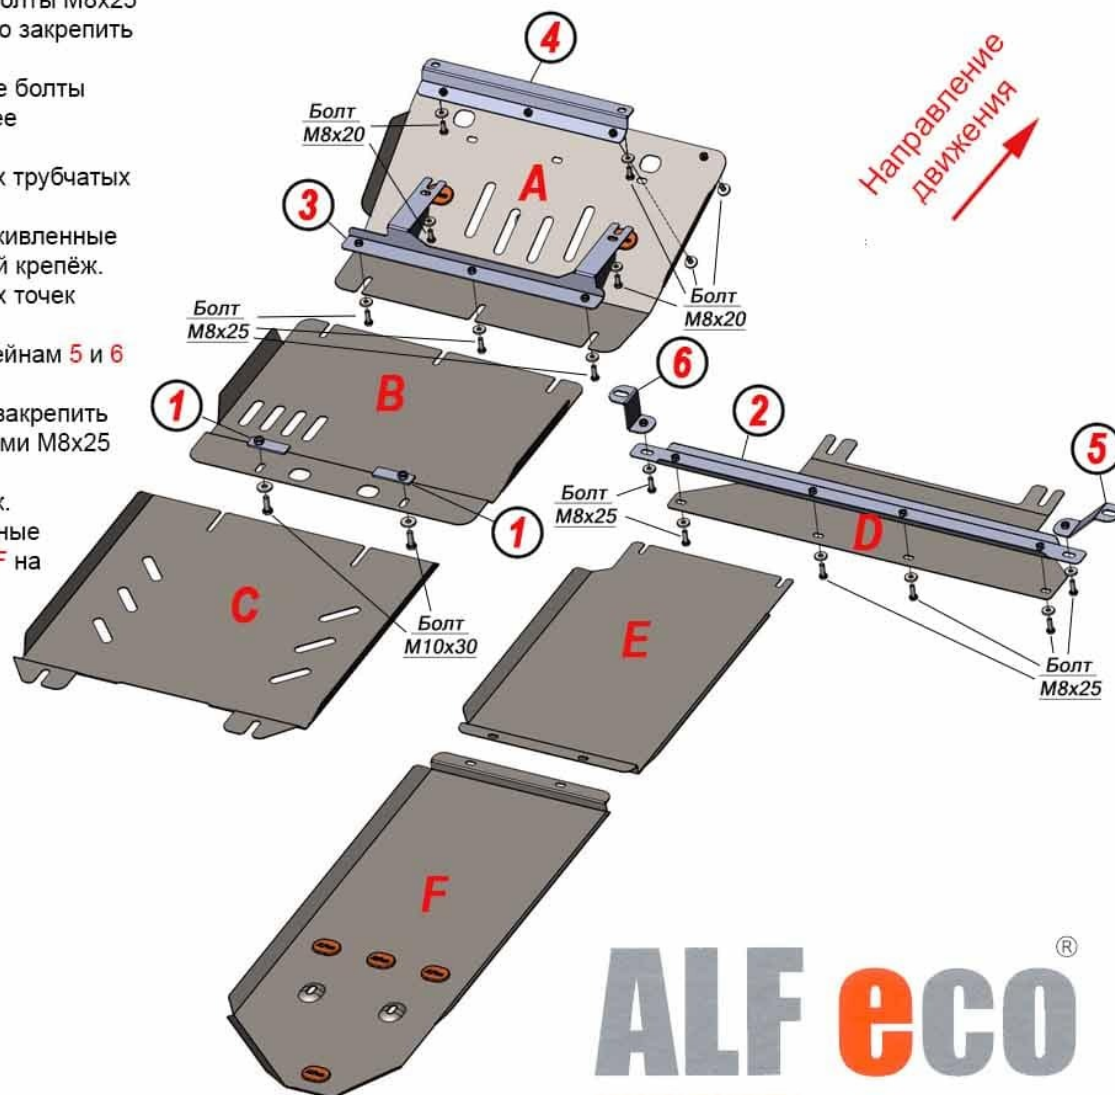 М8х25
о закрепить
е болты
ее
х трубчатых
живленные
й крепёж.
х точек
ейнам 5 и 6
закрепить
ми М8х25
ж.
ные
F на
4
Болт
М8х20
A
3
Направление
движения
Болт
М8х20
Болт
М8х25
B
1
6
2
5
1
Болт
М8х25
D
C
Болт
М10х30
E
Болт
М8х25
F
ALF eco
®